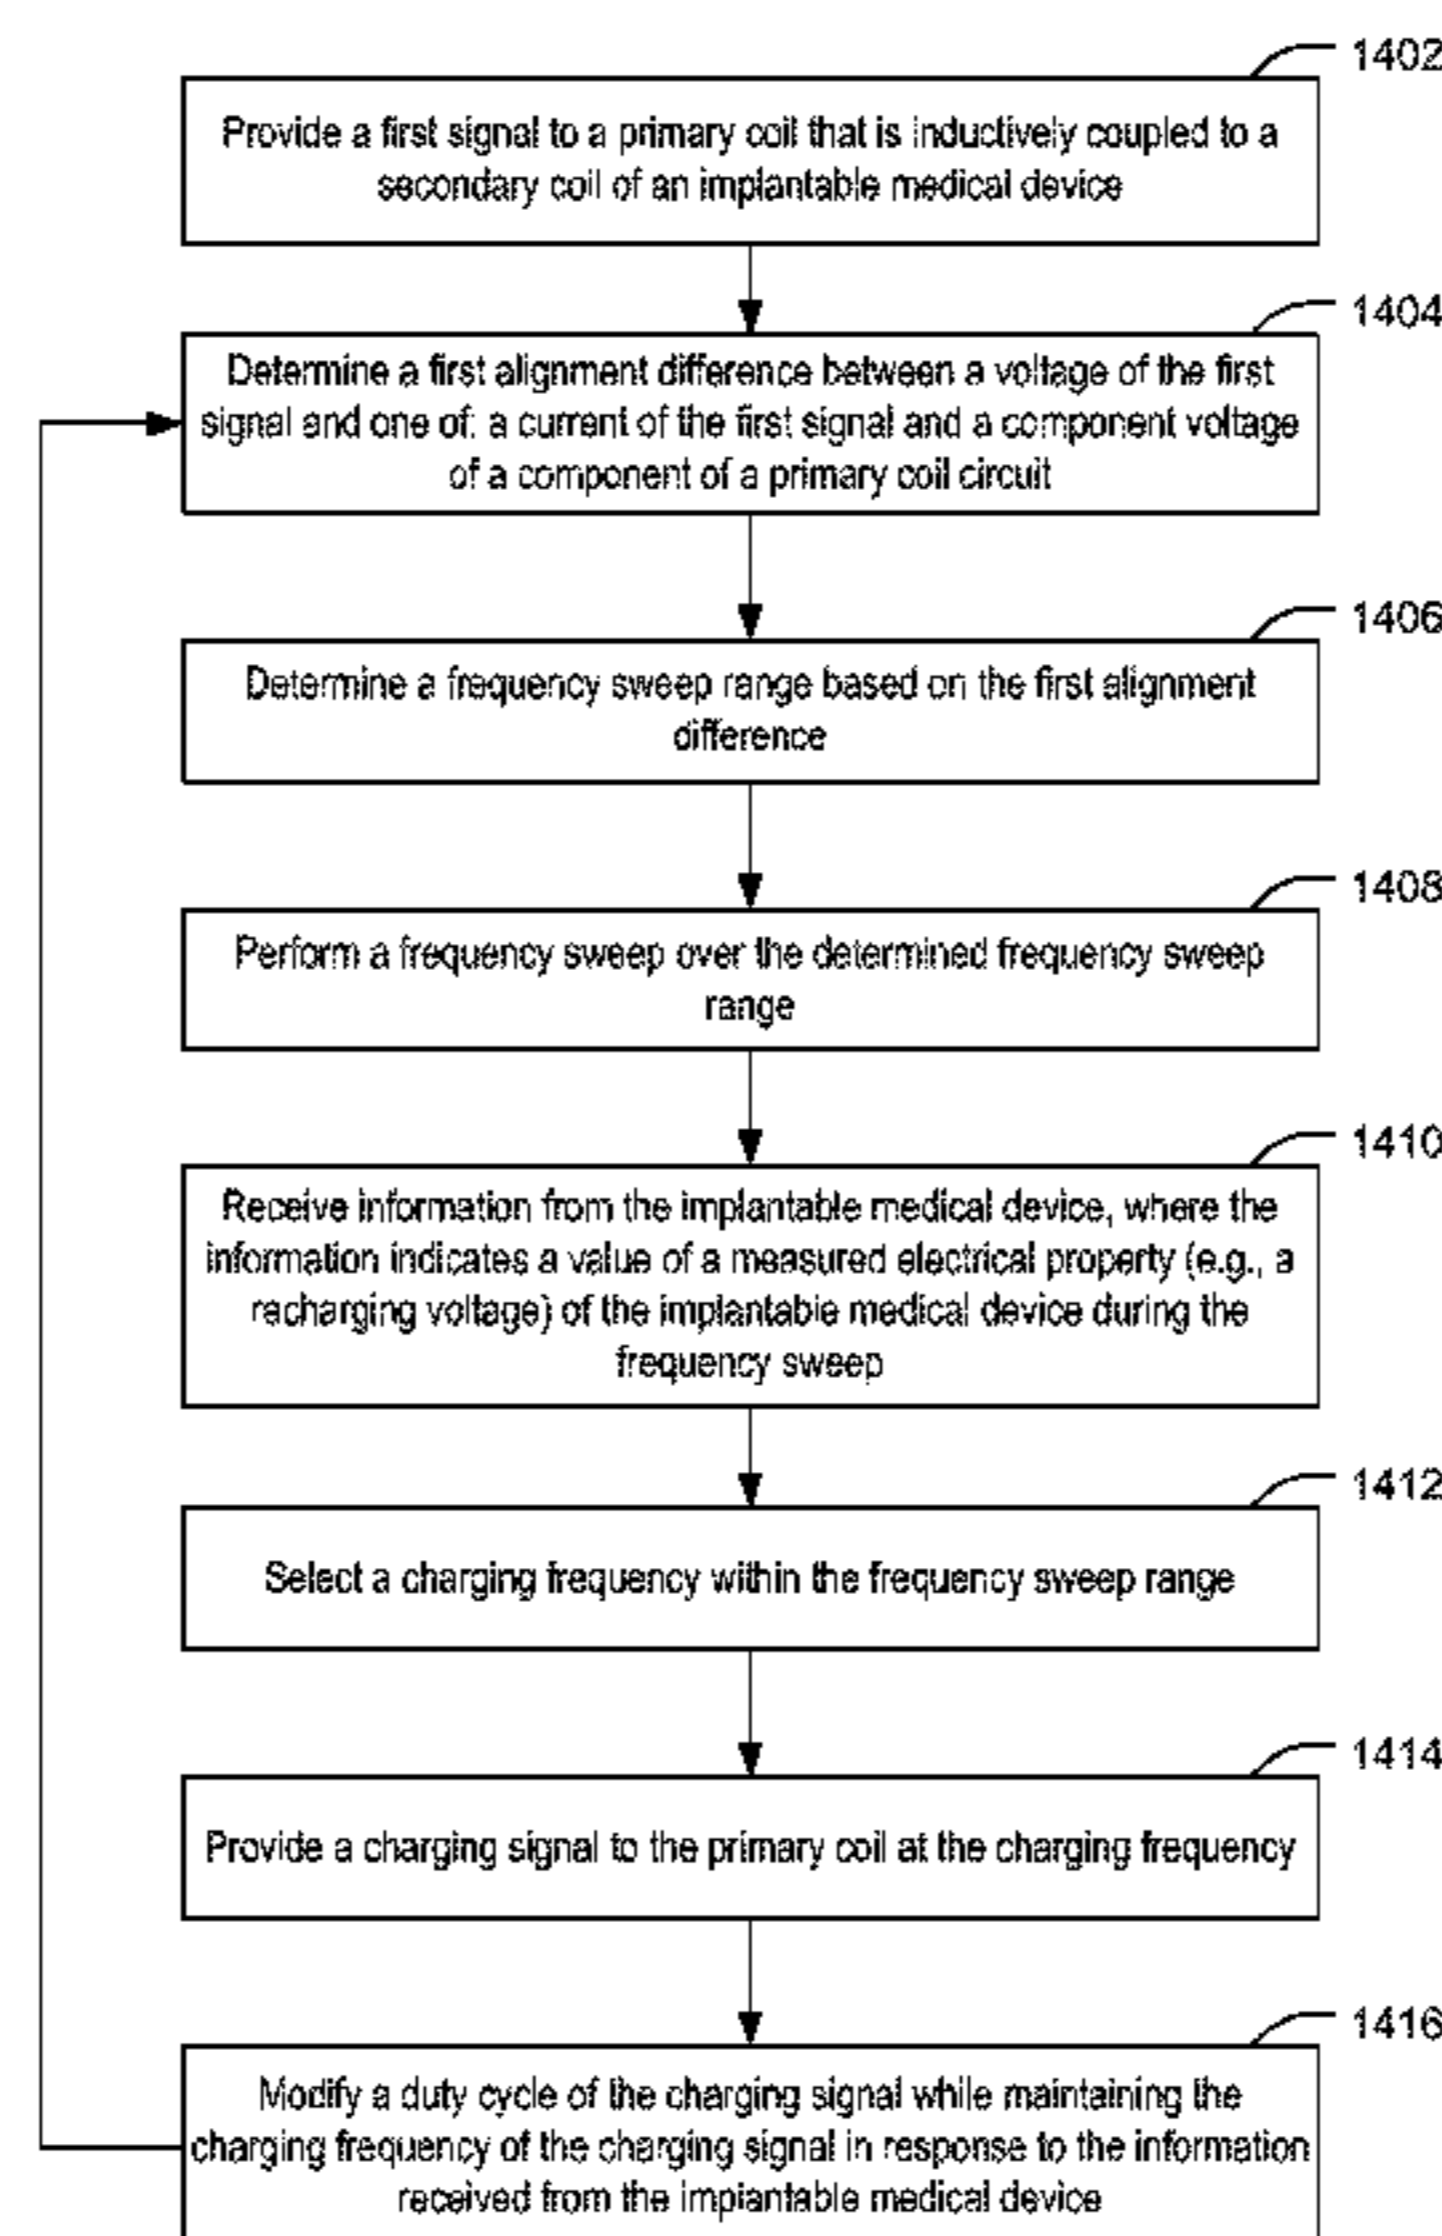 1402
Provide a first signal to a primary coil that is inductively coupled to a
secondary coil of an implantable medical device
1404
Determine a first alignment difference between a voltage of the first
signal and one of: a current of the first signal and a component voltage
of a component of a primary coil circuit
1406
Determine a frequency sweep range based on the first alignment
difference
1408
Perform a frequency sweep over the determined frequency sweep
range
1410
Receive information from the implantable medical device, where the
information indicates a value of a measured electrical property (e.g., a
recharging voltage) of the implantable medical device during the
frequency sweep
1412
Select a charging frequency within the frequency sweep range
1414
Provide a charging signal to the primary coil at the charging frequency
1416
Modify a duty cycle of the charging signal while maintaining the
charging frequency of the charging signal in response to the information
received from the implantable medical device